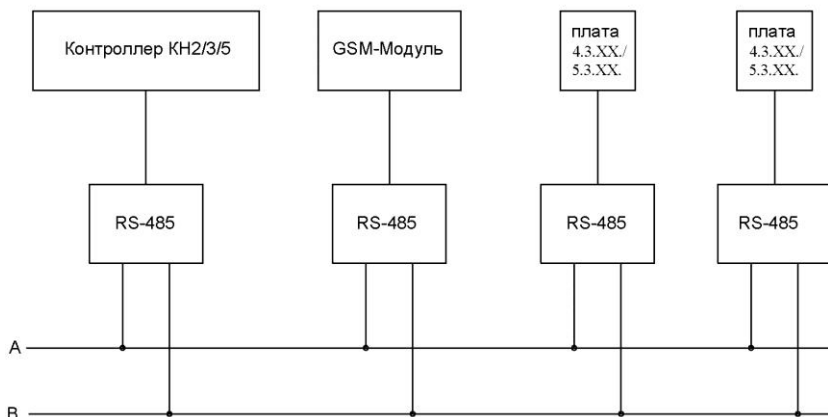 Контроллер КН2/3/5
GSM-Модуль
плата
4.3.XX./
5.3.XX.
плата
4.3.XX./
5.3.XX.
RS-485
RS-485
RS-485
RS-485
A
B